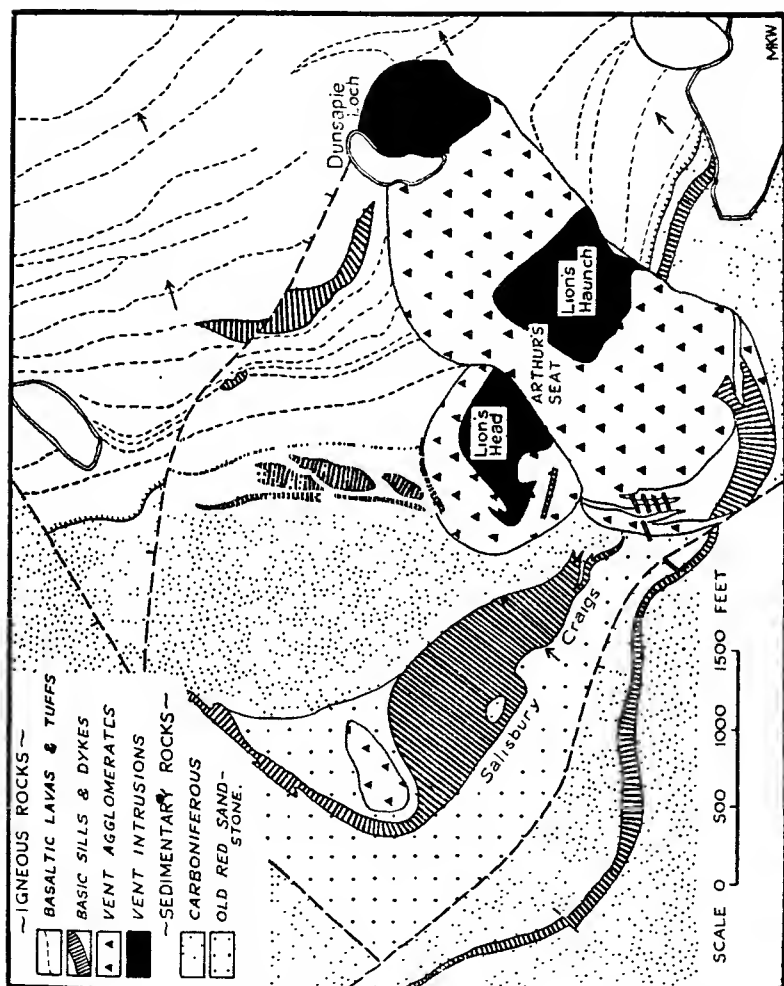 ~IGNEOUS ROCKS~
BASALTIC LAVAS & TUFFS
BASIC SILLS & DYKES
VENT AGGLOMERATES
VENT INTRUSIONS
~SEDIMENTARY ROCKS~
CARBONIFEROUS
OLD RED SAND-
STONE.
SCALE 0 500 1000 1500 FEET
Salisbury Craigs
Lion's
Head
ARTHUR'S
SEAT
Lion's
Haunch
Dunsapie
Loch
MKW